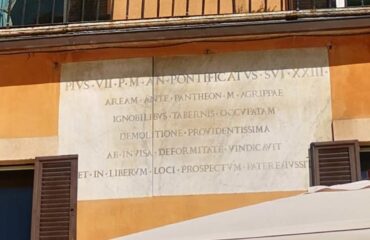 PIVS · VII · P · M · AN · PONTIFICATVS · SVI · XXIII
AREAM · ANTE · PANTHEON · M · AGRIPPAE
IGNOBILIBVS · TABERNIS · OCCVPATAM
DEMOLITIONE · PROVIDENTISSIMA
AB · INVISA · DEFORMITATE · VINDICAVIT
ET · IN · LIBERVM · LOCI · PROSPECTVM · PATERE · IVSSIT